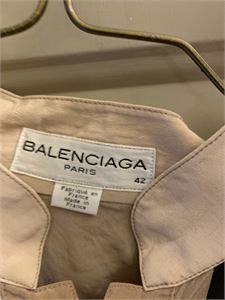 BALENCIAGA
PARIS
42
Fabriqué en
France
Made in
France